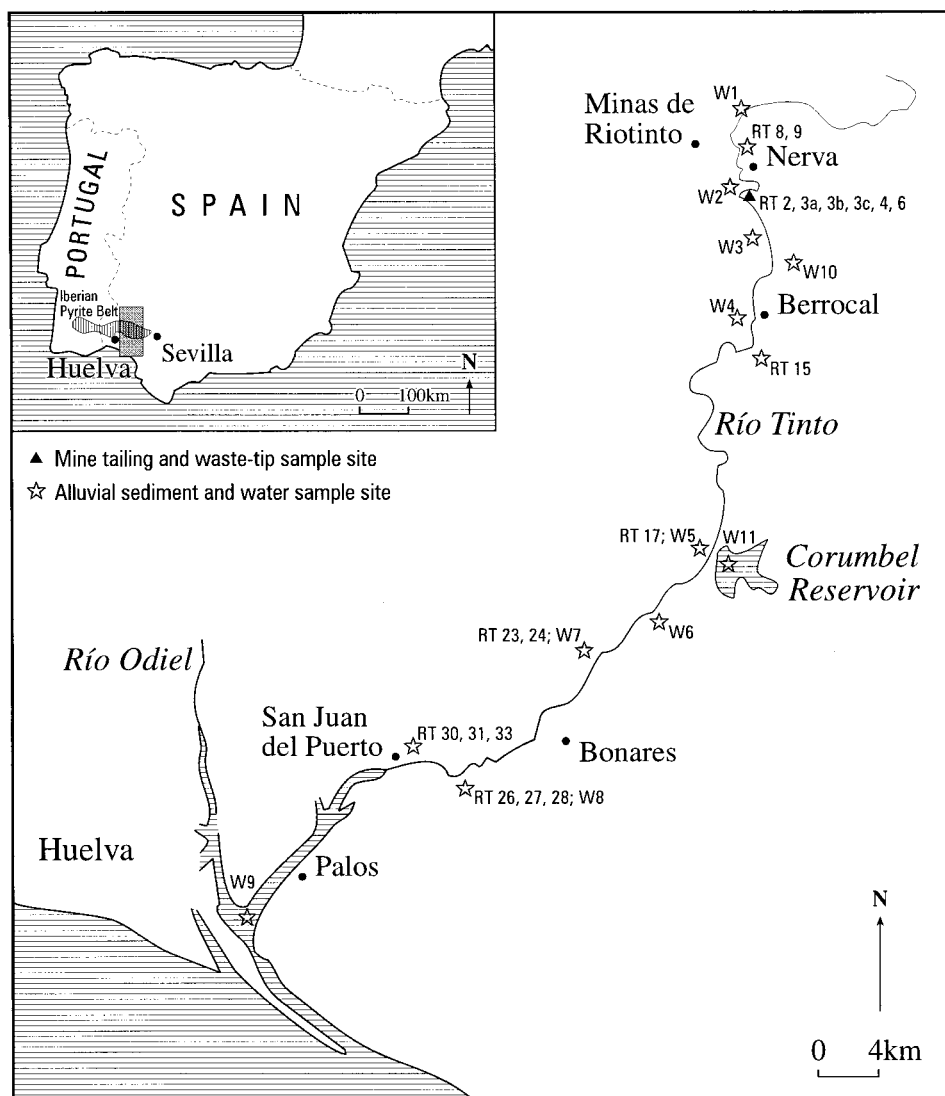 PORTUGAL
SPAIN
Iberian
Pyrite Belt
Huelva
Sevilla
N
0 100km
▲ Mine tailing and waste-tip sample site
☆ Alluvial sediment and water sample site
W1
Minas de
Riotinto
RT 8, 9
Nerva
W2
RT 2, 3a, 3b, 3c, 4, 6
W3
W10
W4
Berrocal
RT 15
Río Tinto
RT 17; W5
W11
Corumbel
Reservoir
W6
RT 23, 24; W7
Río Odiel
San Juan
del Puerto
RT 30, 31, 33
Bonares
RT 26, 27, 28; W8
Huelva
Palos
W9
N
0 4km